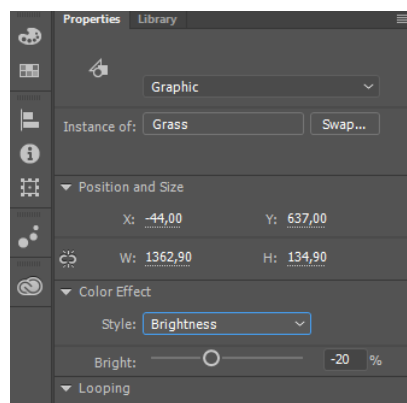 Properties Library
Graphic
Instance of: Grass Swap...
Position and Size
X: -44,00 Y: 637,00
W: 1362,90 H: 134,90
Color Effect
Style: Brightness
Bright: -20 %
Looping